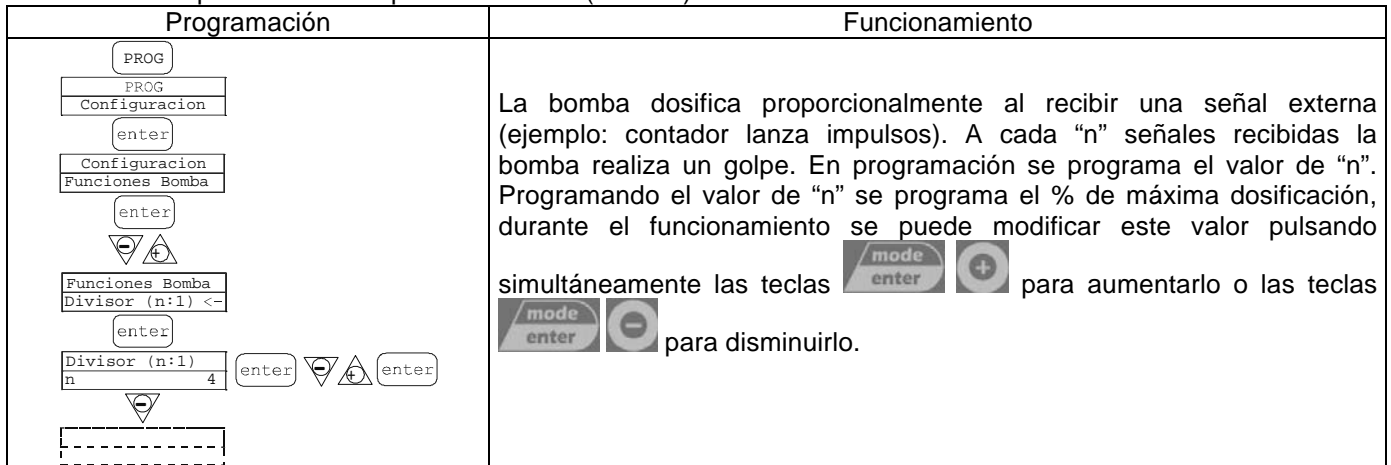 Programación
Funcionamiento
PROG
PROG
Configuracion
enter
Configuracion
Funciones Bomba
enter
Funciones Bomba
Divisor (n:1) <-
enter
Divisor (n:1)
n 4
enter
enter
La bomba dosifica proporcionalmente al recibir una señal externa
(ejemplo: contador lanza impulsos). A cada “n” señales recibidas la
bomba realiza un golpe. En programación se programa el valor de “n”.
Programando el valor de “n” se programa el % de máxima dosificación,
durante el funcionamiento se puede modificar este valor pulsando
simultáneamente las teclas mode enter + para aumentarlo o las teclas
mode enter - para disminuirlo.